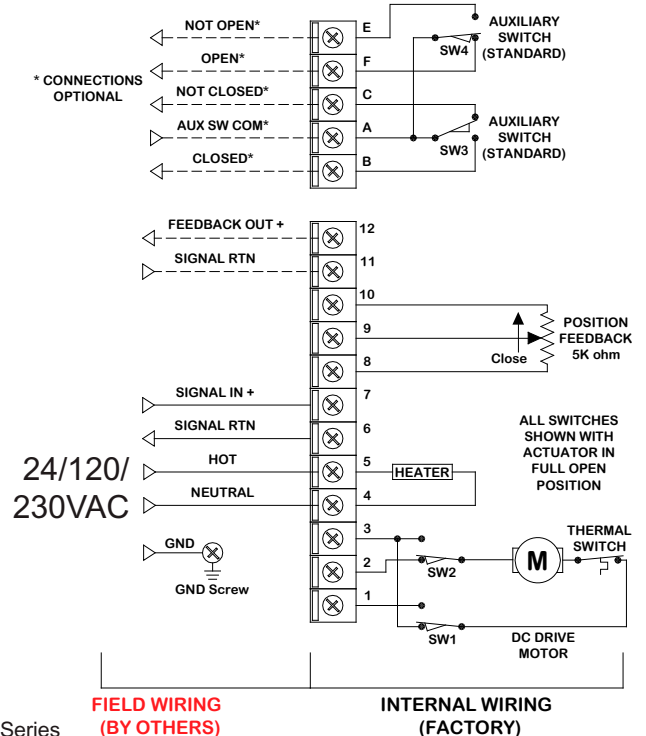 NOT OPEN*
OPEN*
* CONNECTIONS
OPTIONAL
NOT CLOSED*
AUX SW COM*
CLOSED*
E
F
C
A
B
SW4
AUXILIARY
SWITCH
(STANDARD)
SW3
AUXILIARY
SWITCH
(STANDARD)
FEEDBACK OUT +
SIGNAL RTN
12
11
10
9
8
Close
POSITION
FEEDBACK
5K ohm
SIGNAL IN +
SIGNAL RTN
HOT
NEUTRAL
24/120/
230VAC
7
6
5
4
3
2
1
HEATER
ALL SWITCHES
SHOWN WITH
ACTUATOR IN
FULL OPEN
POSITION
GND
GND Screw
SW2
M
THERMAL
SWITCH
SW1
DC DRIVE
MOTOR
Series
FIELD WIRING
(BY OTHERS)
INTERNAL WIRING
(FACTORY)